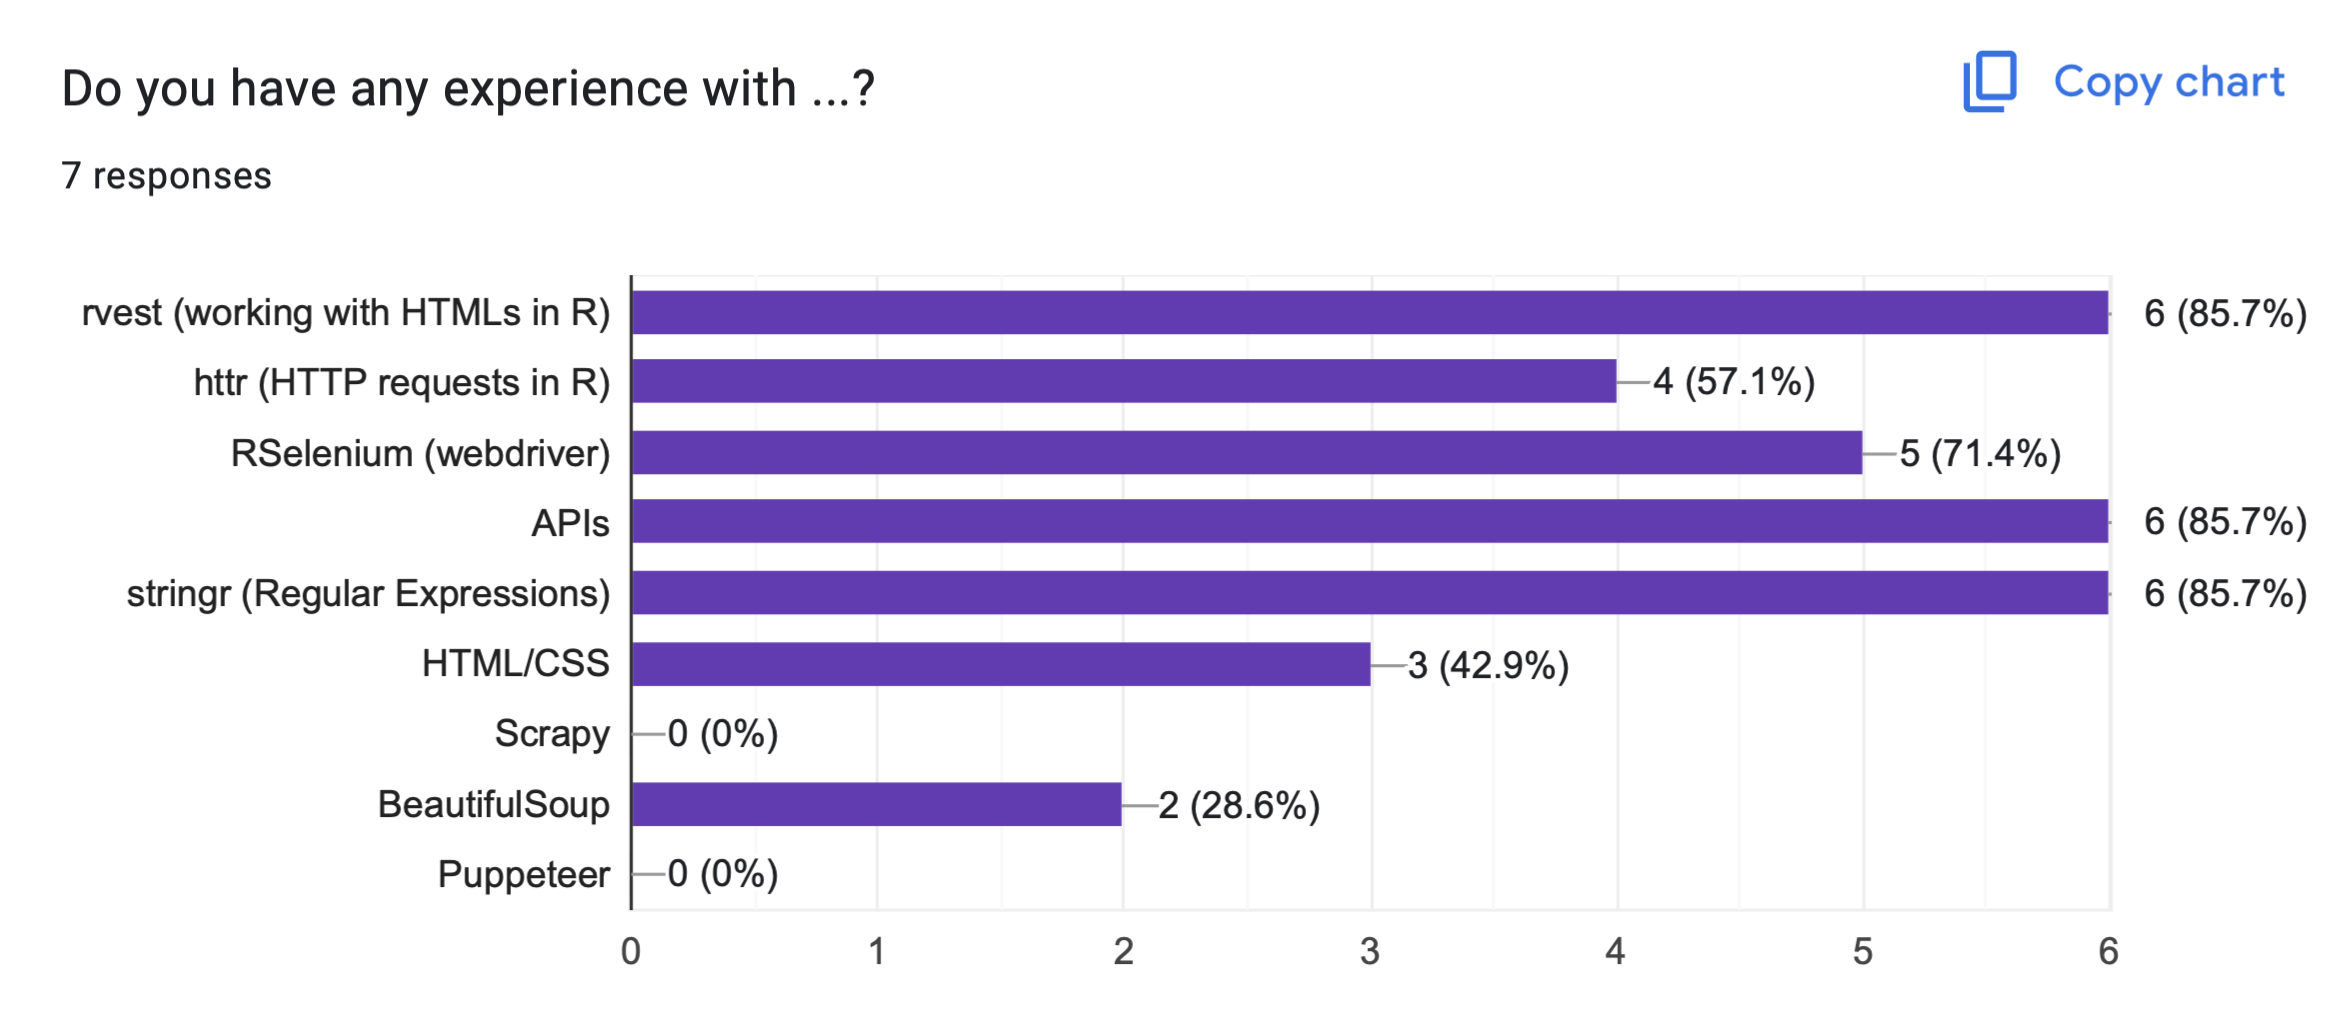 Do you have any experience with ...?
Copy chart
7 responses
rvest (working with HTMLs in R)
6 (85.7%)
httr (HTTP requests in R)
4 (57.1%)
RSelenium (webdriver)
5 (71.4%)
APIs
6 (85.7%)
stringr (Regular Expressions)
6 (85.7%)
HTML/CSS
3 (42.9%)
Scrapy
0 (0%)
BeautifulSoup
2 (28.6%)
Puppeteer
0 (0%)
0 1 2 3 4 5 6